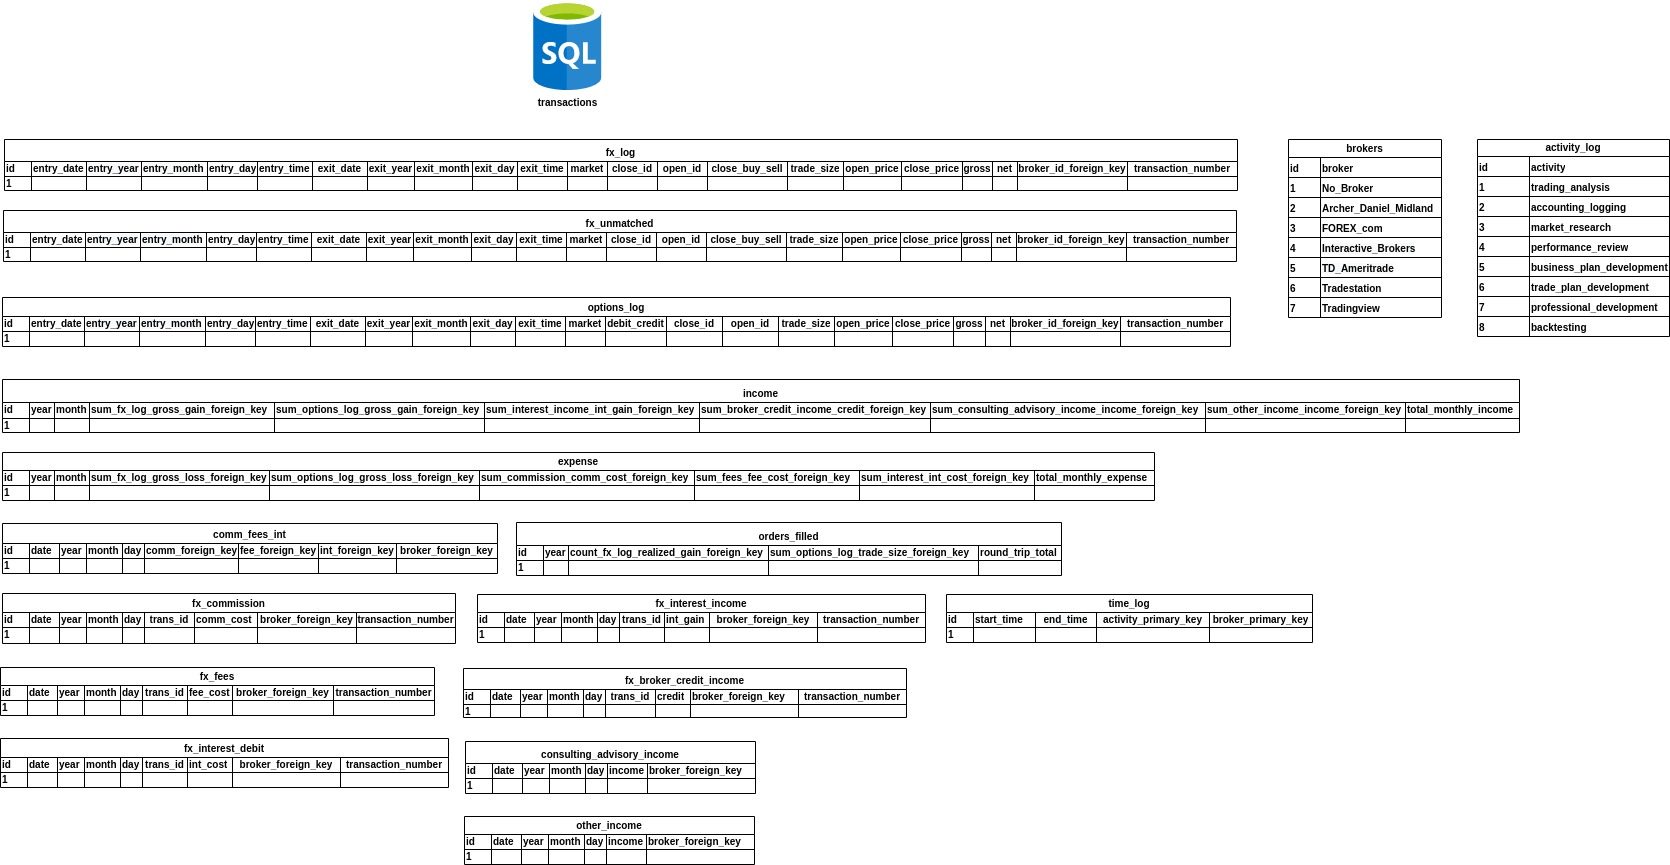 SQL
transactions
fx_log
id entry_date entry_year entry_month entry_day entry_time exit_date exit_year exit_month exit_day exit_time market close_id open_id close_buy_sell trade_size open_price close_price gross net broker_id_foreign_key transaction_number
1
fx_unmatched
id entry_date entry_year entry_month entry_day entry_time exit_date exit_year exit_month exit_day exit_time market close_id open_id close_buy_sell trade_size open_price close_price gross net broker_id_foreign_key transaction_number
1
options_log
id entry_date entry_year entry_month entry_day entry_time exit_date exit_year exit_month exit_day exit_time market debit_credit close_id open_id trade_size open_price close_price gross net broker_id_foreign_key transaction_number
1
brokers
id broker
1 No_Broker
2 Archer_Daniel_Midland
3 FOREX_com
4 Interactive_Brokers
5 TD_Ameritrade
6 Tradestation
7 Tradingview
activity_log
id activity
1 trading_analysis
2 accounting_logging
3 market_research
4 performance_review
5 business_plan_development
6 trade_plan_development
7 professional_development
8 backtesting
income
id year month sum_fx_log_gross_gain_foreign_key sum_options_log_gross_gain_foreign_key sum_interest_income_int_gain_foreign_key sum_broker_credit_income_credit_foreign_key sum_consulting_advisory_income_income_foreign_key sum_other_income_income_foreign_key total_monthly_income
1
expense
id year month sum_fx_log_gross_loss_foreign_key sum_options_log_gross_loss_foreign_key sum_commission_comm_cost_foreign_key sum_fees_fee_cost_foreign_key sum_interest_int_cost_foreign_key total_monthly_expense
1
comm_fees_int
id date year month day comm_foreign_key fee_foreign_key int_foreign_key broker_foreign_key
1
orders_filled
id year count_fx_log_realized_gain_foreign_key sum_options_log_trade_size_foreign_key round_trip_total
1
fx_commission
id date year month day trans_id comm_cost broker_foreign_key transaction_number
1
fx_interest_income
id date year month day trans_id int_gain broker_foreign_key transaction_number
1
time_log
id start_time end_time activity_primary_key broker_primary_key
1
fx_fees
id date year month day trans_id fee_cost broker_foreign_key transaction_number
1
fx_broker_credit_income
id date year month day trans_id credit broker_foreign_key transaction_number
1
fx_interest_debit
id date year month day trans_id int_cost broker_foreign_key transaction_number
1
consulting_advisory_income
id date year month day income broker_foreign_key
1
other_income
id date year month day income broker_foreign_key
1